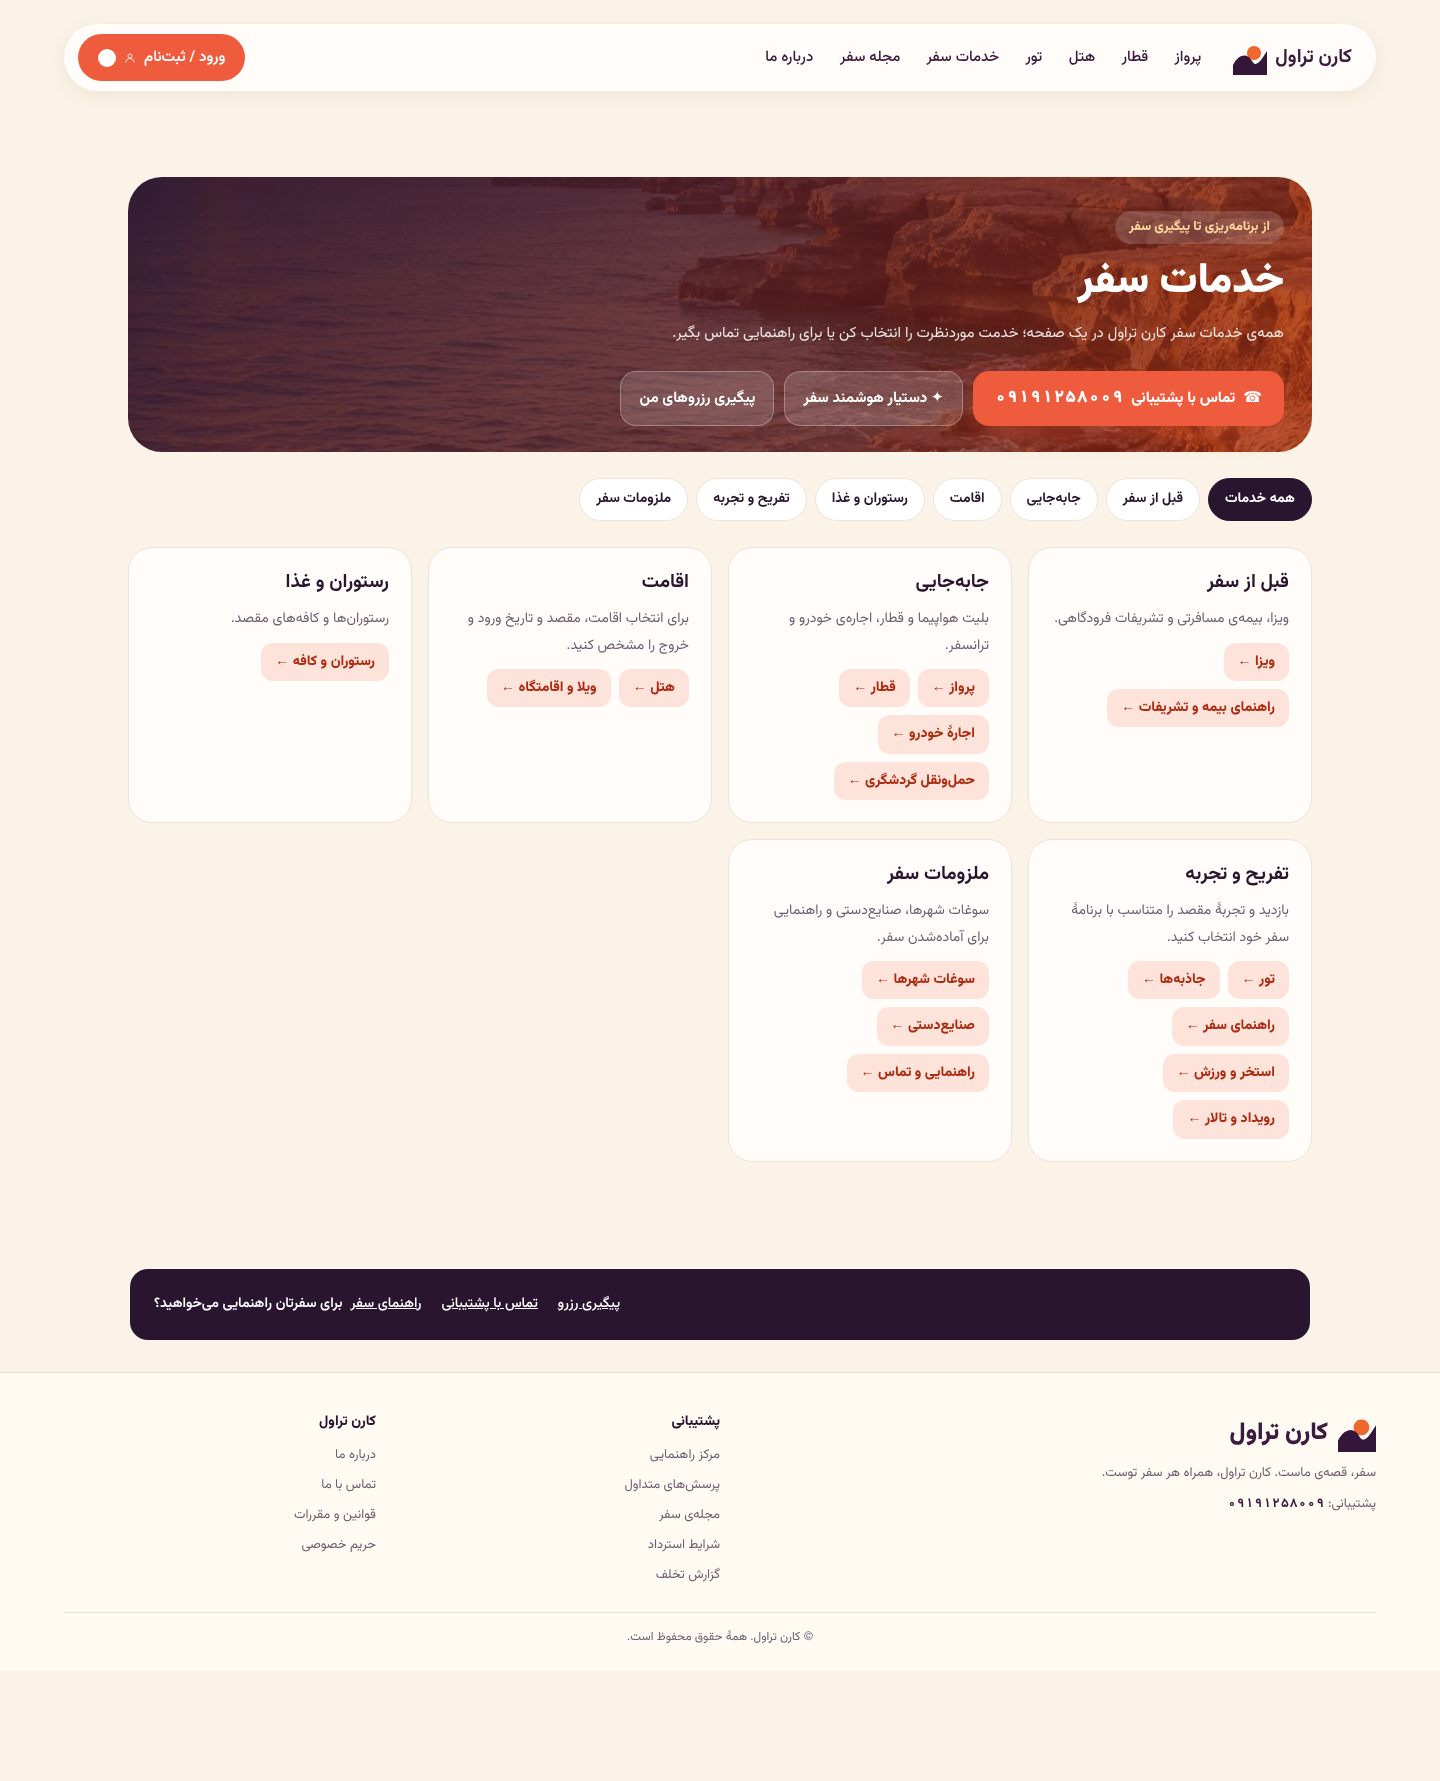 کارن تراول
پرواز
قطار
هتل
تور
خدمات سفر
مجله سفر
درباره ما
ورود / ثبت‌نام
از برنامه‌ریزی تا پیگیری سفر
خدمات سفر
همه‌ی خدمات سفر کارن تراول در یک صفحه؛ خدمت موردنظرت را انتخاب کن یا برای راهنمایی تماس بگیر.
☎ تماس با پشتیبانی ۰۹۱۹۱۲۵۸۰۰۹
✦ دستیار هوشمند سفر
پیگیری رزروهای من
همه خدمات
قبل از سفر
جابه‌جایی
اقامت
رستوران و غذا
تفریح و تجربه
ملزومات سفر
قبل از سفر
ویزا، بیمه‌ی مسافرتی و تشریفات فرودگاهی.
ویزا ←
راهنمای بیمه و تشریفات ←
جابه‌جایی
بلیت هواپیما و قطار، اجاره‌ی خودرو و
ترانسفر.
پرواز ←
قطار ←
اجارهٔ خودرو ←
حمل‌ونقل گردشگری ←
اقامت
برای انتخاب اقامت، مقصد و تاریخ ورود و
خروج را مشخص کنید.
هتل ←
ویلا و اقامتگاه ←
رستوران و غذا
رستوران‌ها و کافه‌های مقصد.
رستوران و کافه ←
تفریح و تجربه
بازدید و تجربهٔ مقصد را متناسب با برنامهٔ
سفر خود انتخاب کنید.
تور ←
جاذبه‌ها ←
راهنمای سفر ←
استخر و ورزش ←
رویداد و تالار ←
ملزومات سفر
سوغات شهرها، صنایع‌دستی و راهنمایی
برای آماده‌شدن سفر.
سوغات شهرها ←
صنایع‌دستی ←
راهنمایی و تماس ←
برای سفرتان راهنمایی می‌خواهید؟
راهنمای سفر
تماس با پشتیبانی
پیگیری رزرو
کارن تراول
سفر، قصه‌ی ماست. کارن تراول، همراه هر سفر توست.
پشتیبانی: ۰۹۱۹۱۲۵۸۰۰۹
پشتیبانی
مرکز راهنمایی
پرسش‌های متداول
مجله‌ی سفر
شرایط استرداد
گزارش تخلف
کارن تراول
درباره ما
تماس با ما
قوانین و مقررات
حریم خصوصی
© کارن تراول. همهٔ حقوق محفوظ است.